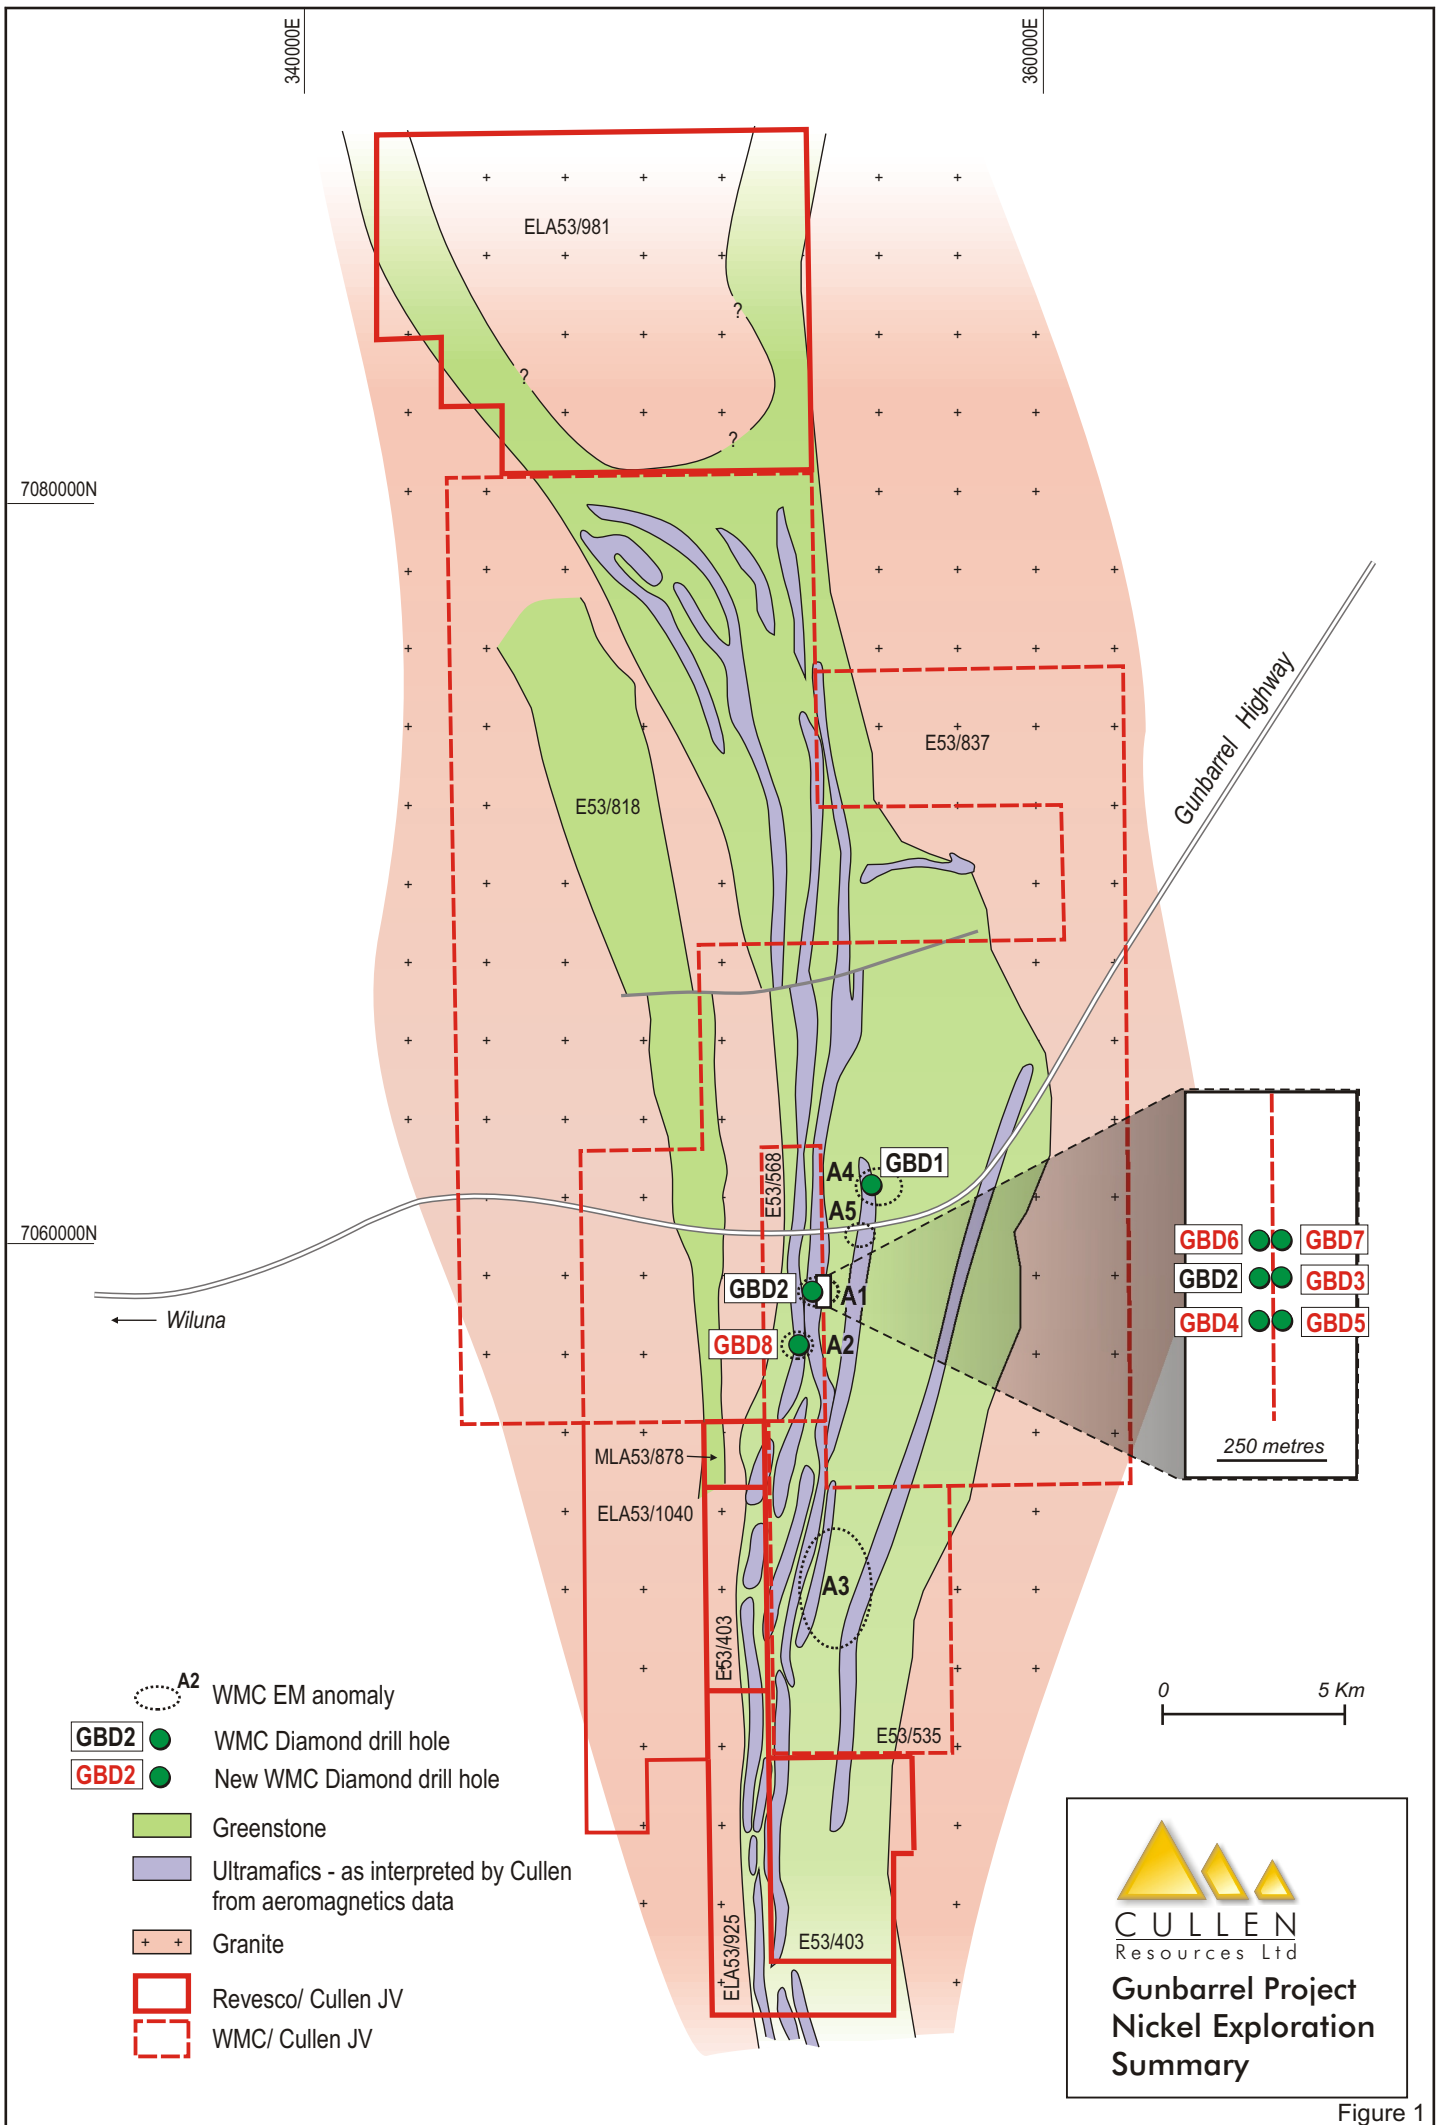 340000E
360000E
ELA53/981
?
?
?
7080000N
E53/837
Gunbarrel Highway
E53/818
E53/568
A4
GBD1
A5
7060000N
GBD6
GBD7
GBD2
GBD3
GBD4
GBD5
250 metres
GBD2
A1
Wiluna
GBD8
A2
MLA53/878
ELA53/1040
A3
E53/403
0
5 Km
E53/535
A2
WMC EM anomaly
GBD2
WMC Diamond drill hole
GBD2
New WMC Diamond drill hole
Greenstone
Ultramafics - as interpreted by Cullen
from aeromagnetics data
Granite
Revesco/ Cullen JV
WMC/ Cullen JV
ELA53/925
E53/403
CULLEN
Resources Ltd
Gunbarrel Project
Nickel Exploration
Summary
Figure 1